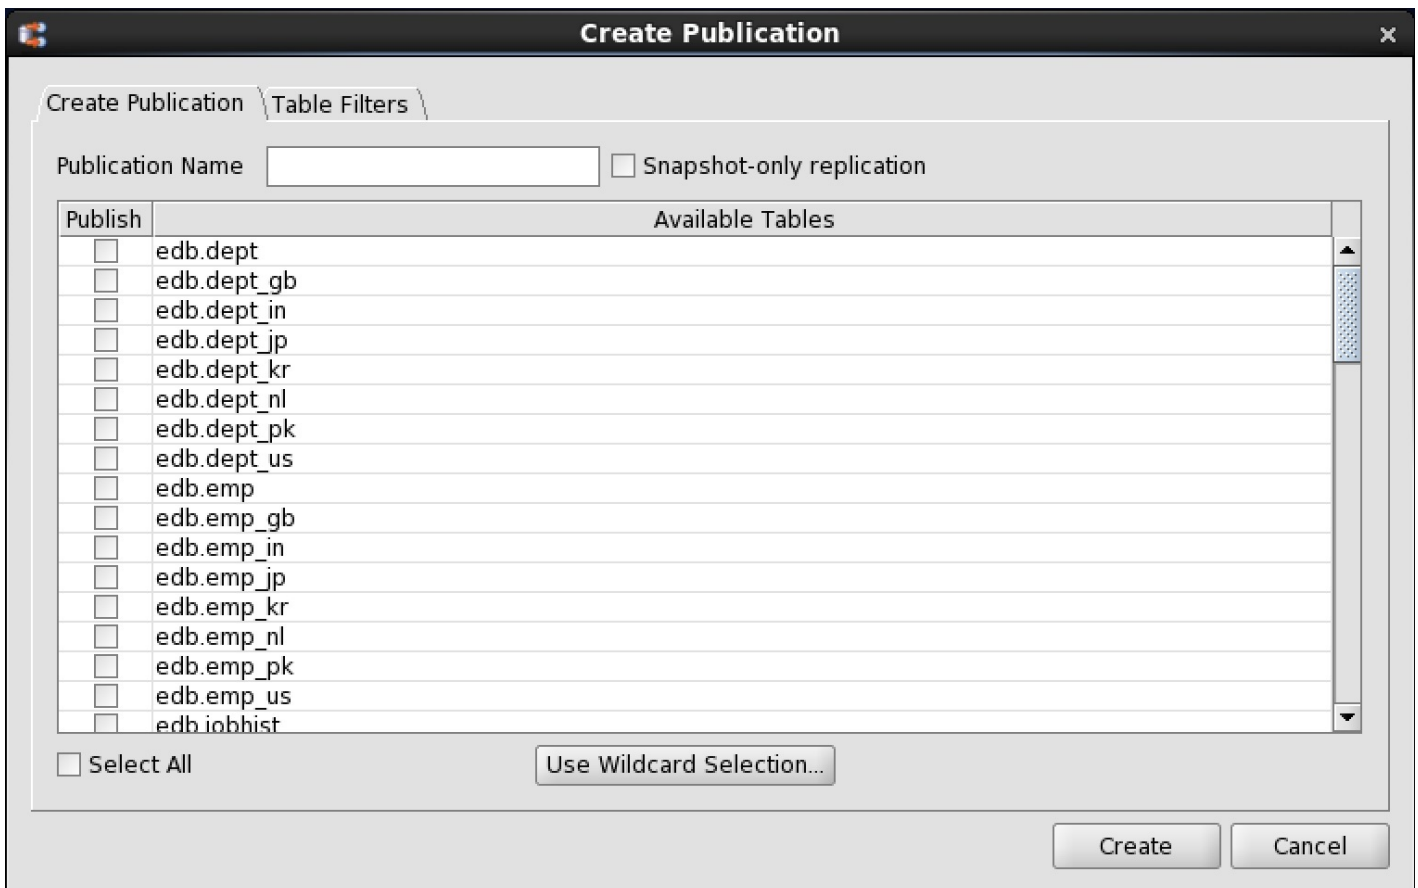 Create Publication
Create Publication Table Filters
Publication Name Snapshot-only replication
Publish Available Tables
edb.dept
edb.dept_gb
edb.dept_in
edb.dept_jp
edb.dept_kr
edb.dept_nl
edb.dept_pk
edb.dept_us
edb.emp
edb.emp_gb
edb.emp_in
edb.emp_jp
edb.emp_kr
edb.emp_nl
edb.emp_pk
edb.emp_us
edb.jobhist
Select All Use Wildcard Selection...
Create Cancel